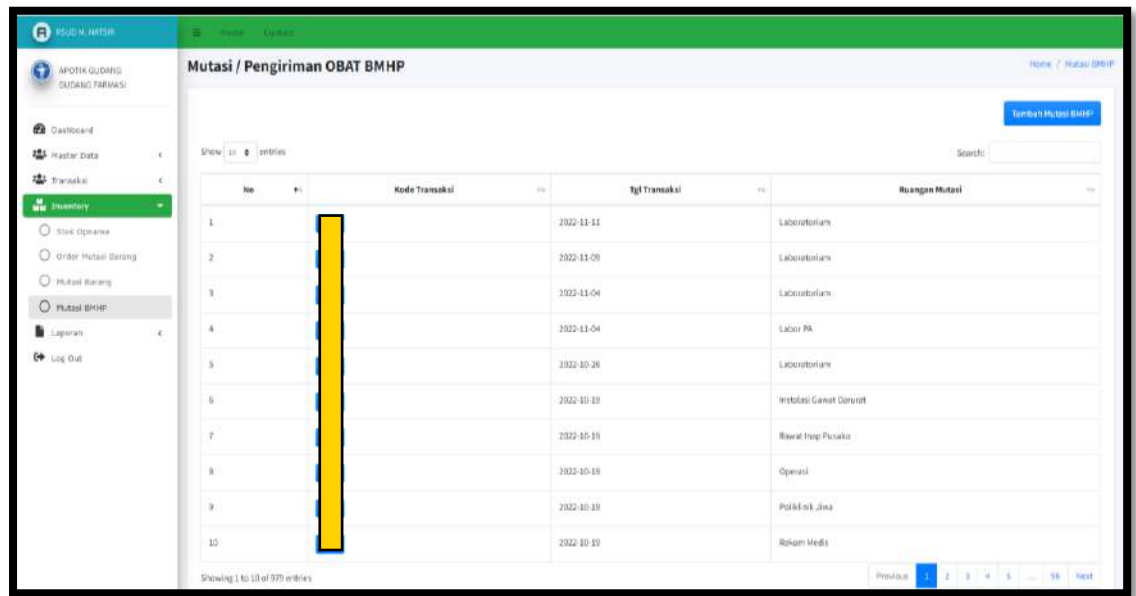 RSUD M. NATSIR
Home Contact
APOTIK GUDANG
GUDANG FARMASI
Mutasi / Pengiriman OBAT BMHP
Home / Mutasi BMHP
Tambah Mutasi BMHP
Dashboard
Master Data
Transaksi
Inventory
Stok Opname
Order Mutasi Barang
Mutasi Barang
Mutasi BMHP
Laporan
Log Out
Show 10 entries
Search:
No Kode Transaksi Tgl Transaksi Ruangan Mutasi
1 2022-11-11 Laboratorium
2 2022-11-09 Laboratorium
3 2022-11-04 Laboratorium
4 2022-11-04 Labor PA
5 2022-10-26 Laboratorium
6 2022-10-19 Instalasi Gawat Darurat
7 2022-10-19 Rawat Inap Pusako
8 2022-10-19 Operasi
9 2022-10-19 Poliklinik Jiwa
10 2022-10-19 Rekam Medis
Showing 1 to 10 of 979 entries
Previous 1 2 3 4 5 ... 98 Next